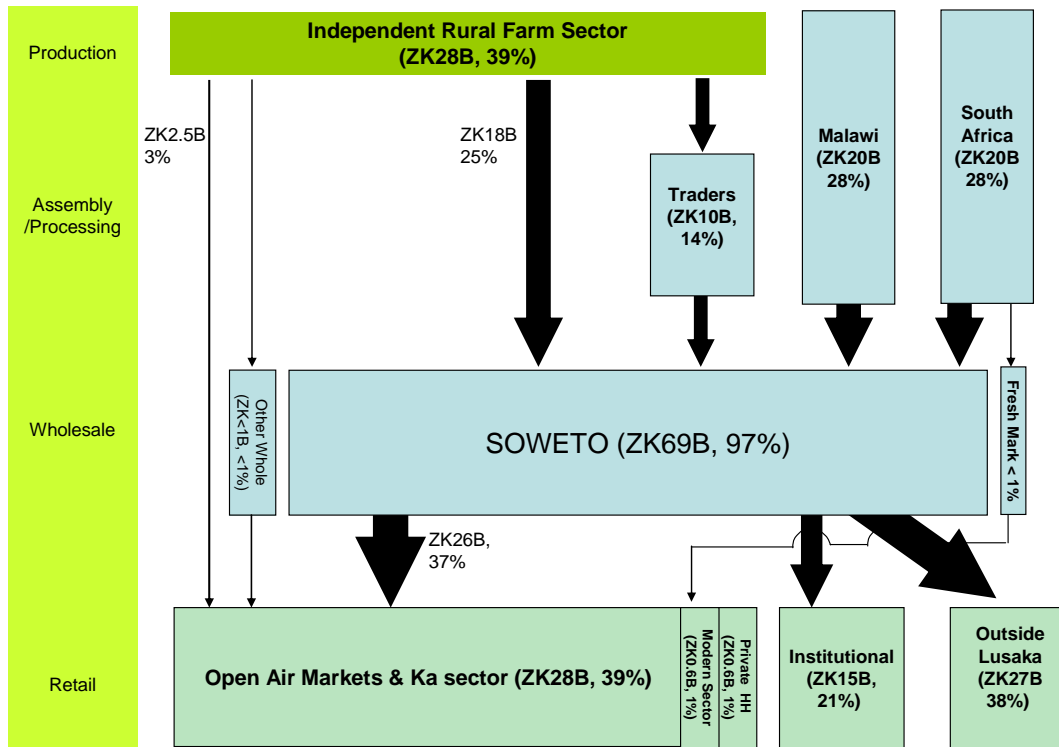 Production
Independent Rural Farm Sector
(ZK28B, 39%)
ZK2.5B
3%
ZK18B
25%
Malawi
(ZK20B
28%)
South
Africa
(ZK20B
28%)
Assembly
/Processing
Traders
(ZK10B,
14%)
Wholesale
Other Whole
(ZK<1B, <1%)
SOWETO (ZK69B, 97%)
Fresh Mark < 1%
ZK26B,
37%
Retail
Open Air Markets & Ka sector (ZK28B, 39%)
Modern Sector
(ZK0.6B, 1%)
Private HH
(ZK0.6B, 1%)
Institutional
(ZK15B,
21%)
Outside
Lusaka
(ZK27B
38%)